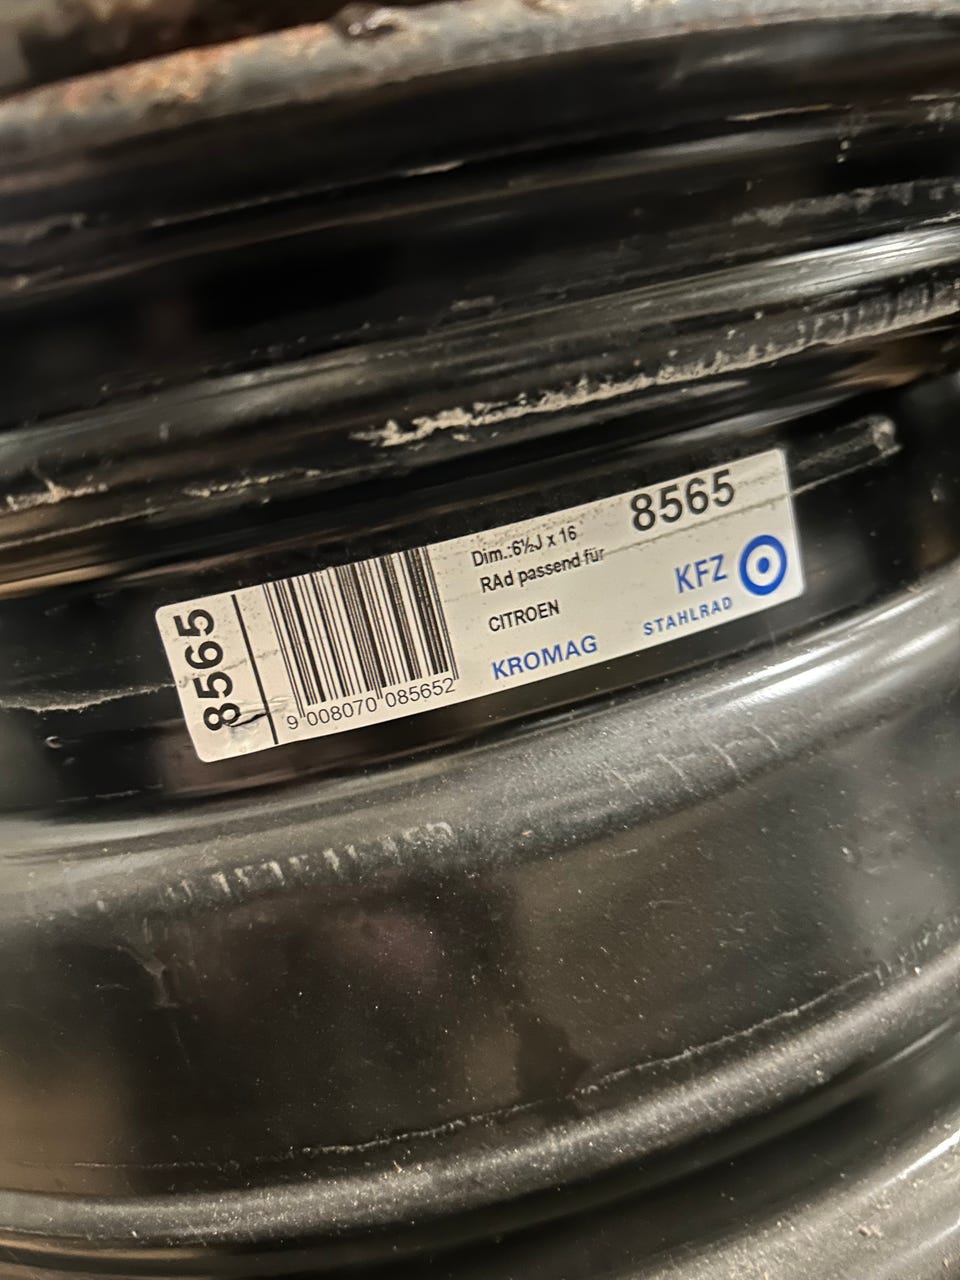 8565
9 008070 085652
Dim.:6½J x 16
RAd passend für
CITROEN
KROMAG
8565
KFZ
STAHLRAD